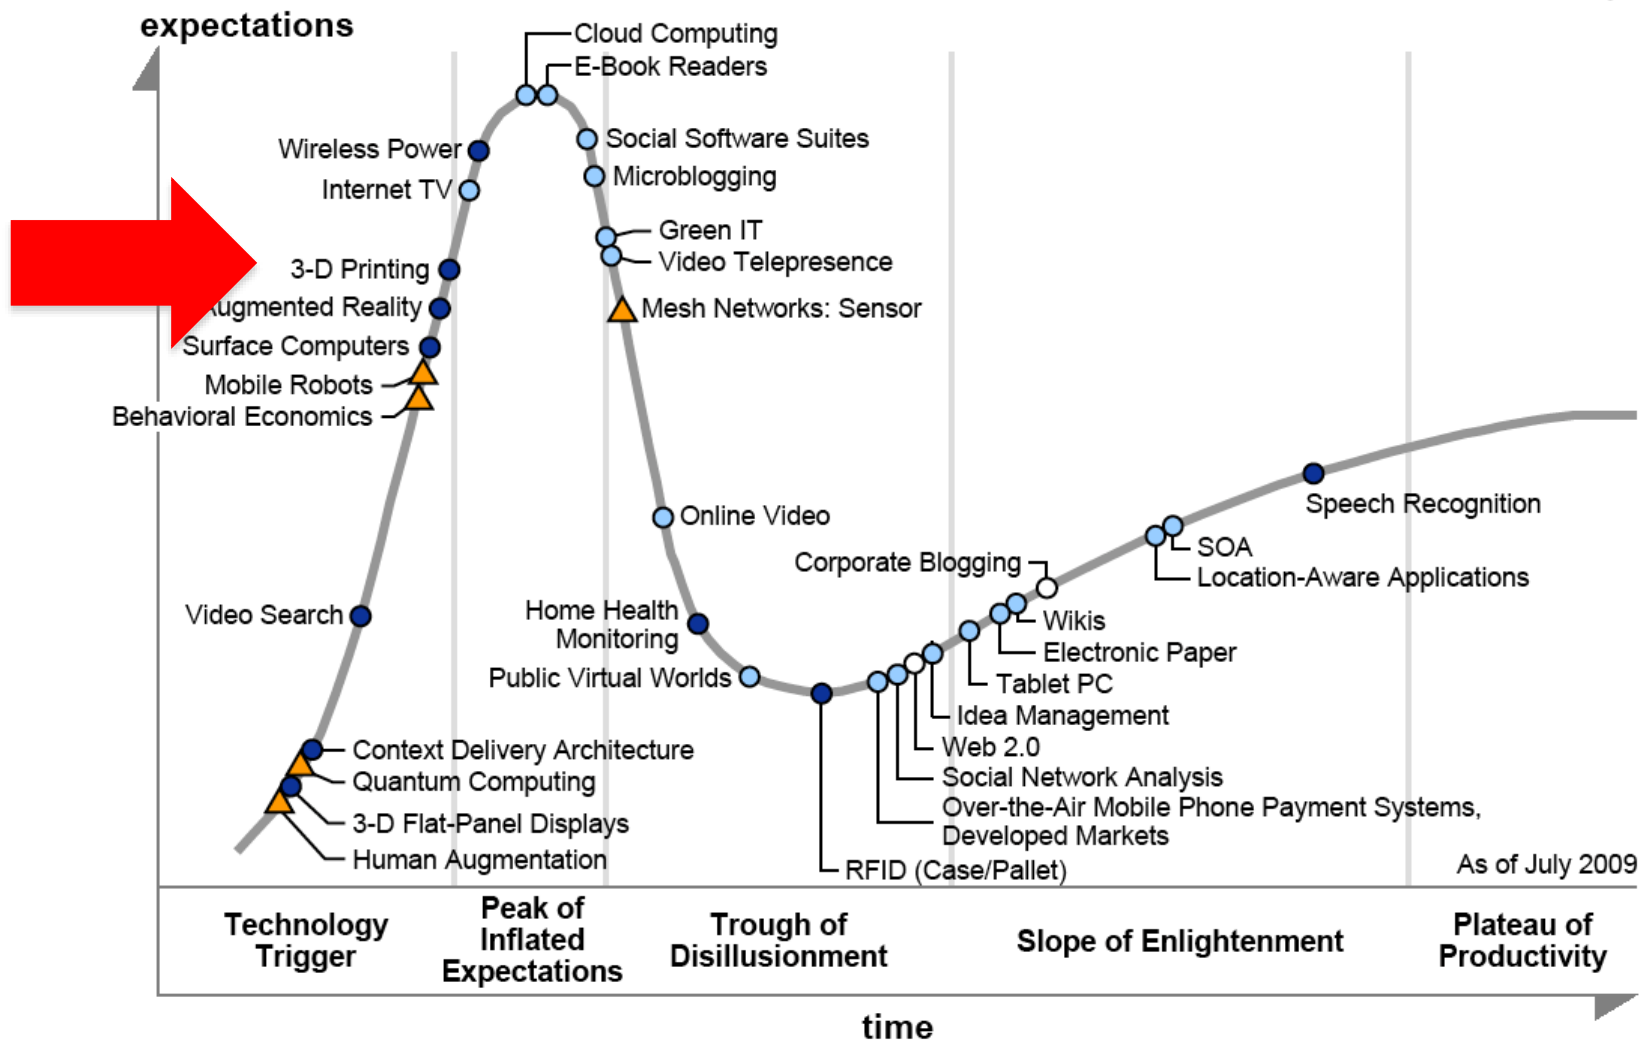 expectations
Cloud Computing
E-Book Readers
Social Software Suites
Wireless Power
Microblogging
Internet TV
Green IT
Video Telepresence
3-D Printing
Augmented Reality
Mesh Networks: Sensor
Surface Computers
Mobile Robots
Behavioral Economics
Online Video
Speech Recognition
SOA
Corporate Blogging
Location-Aware Applications
Video Search
Home Health
Monitoring
Wikis
Electronic Paper
Public Virtual Worlds
Tablet PC
Idea Management
Web 2.0
Context Delivery Architecture
Social Network Analysis
Quantum Computing
Over-the-Air Mobile Phone Payment Systems,
Developed Markets
3-D Flat-Panel Displays
Human Augmentation
RFID (Case/Pallet)
As of July 2009
Technology
Trigger
Peak of
Inflated
Expectations
Trough of
Disillusionment
Slope of Enlightenment
Plateau of
Productivity
time